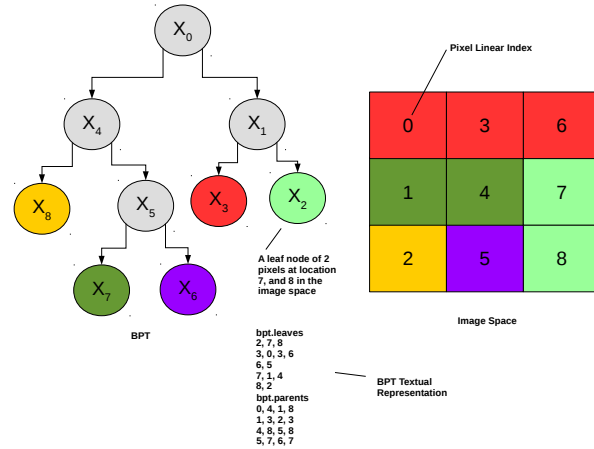 X0
X4
X1
X8
X5
X3
X2
X7
X6
BPT
A leaf node of 2
pixels at location
7, and 8 in the
image space
Pixel Linear Index
0 3 6
1 4 7
2 5 8
Image Space
bpt.leaves
2, 7, 8
3, 0, 3, 6
6, 5
7, 1, 4
8, 2
bpt.parents
0, 4, 1, 8
1, 3, 2, 3
4, 8, 5, 8
5, 7, 6, 7
BPT Textual
Representation